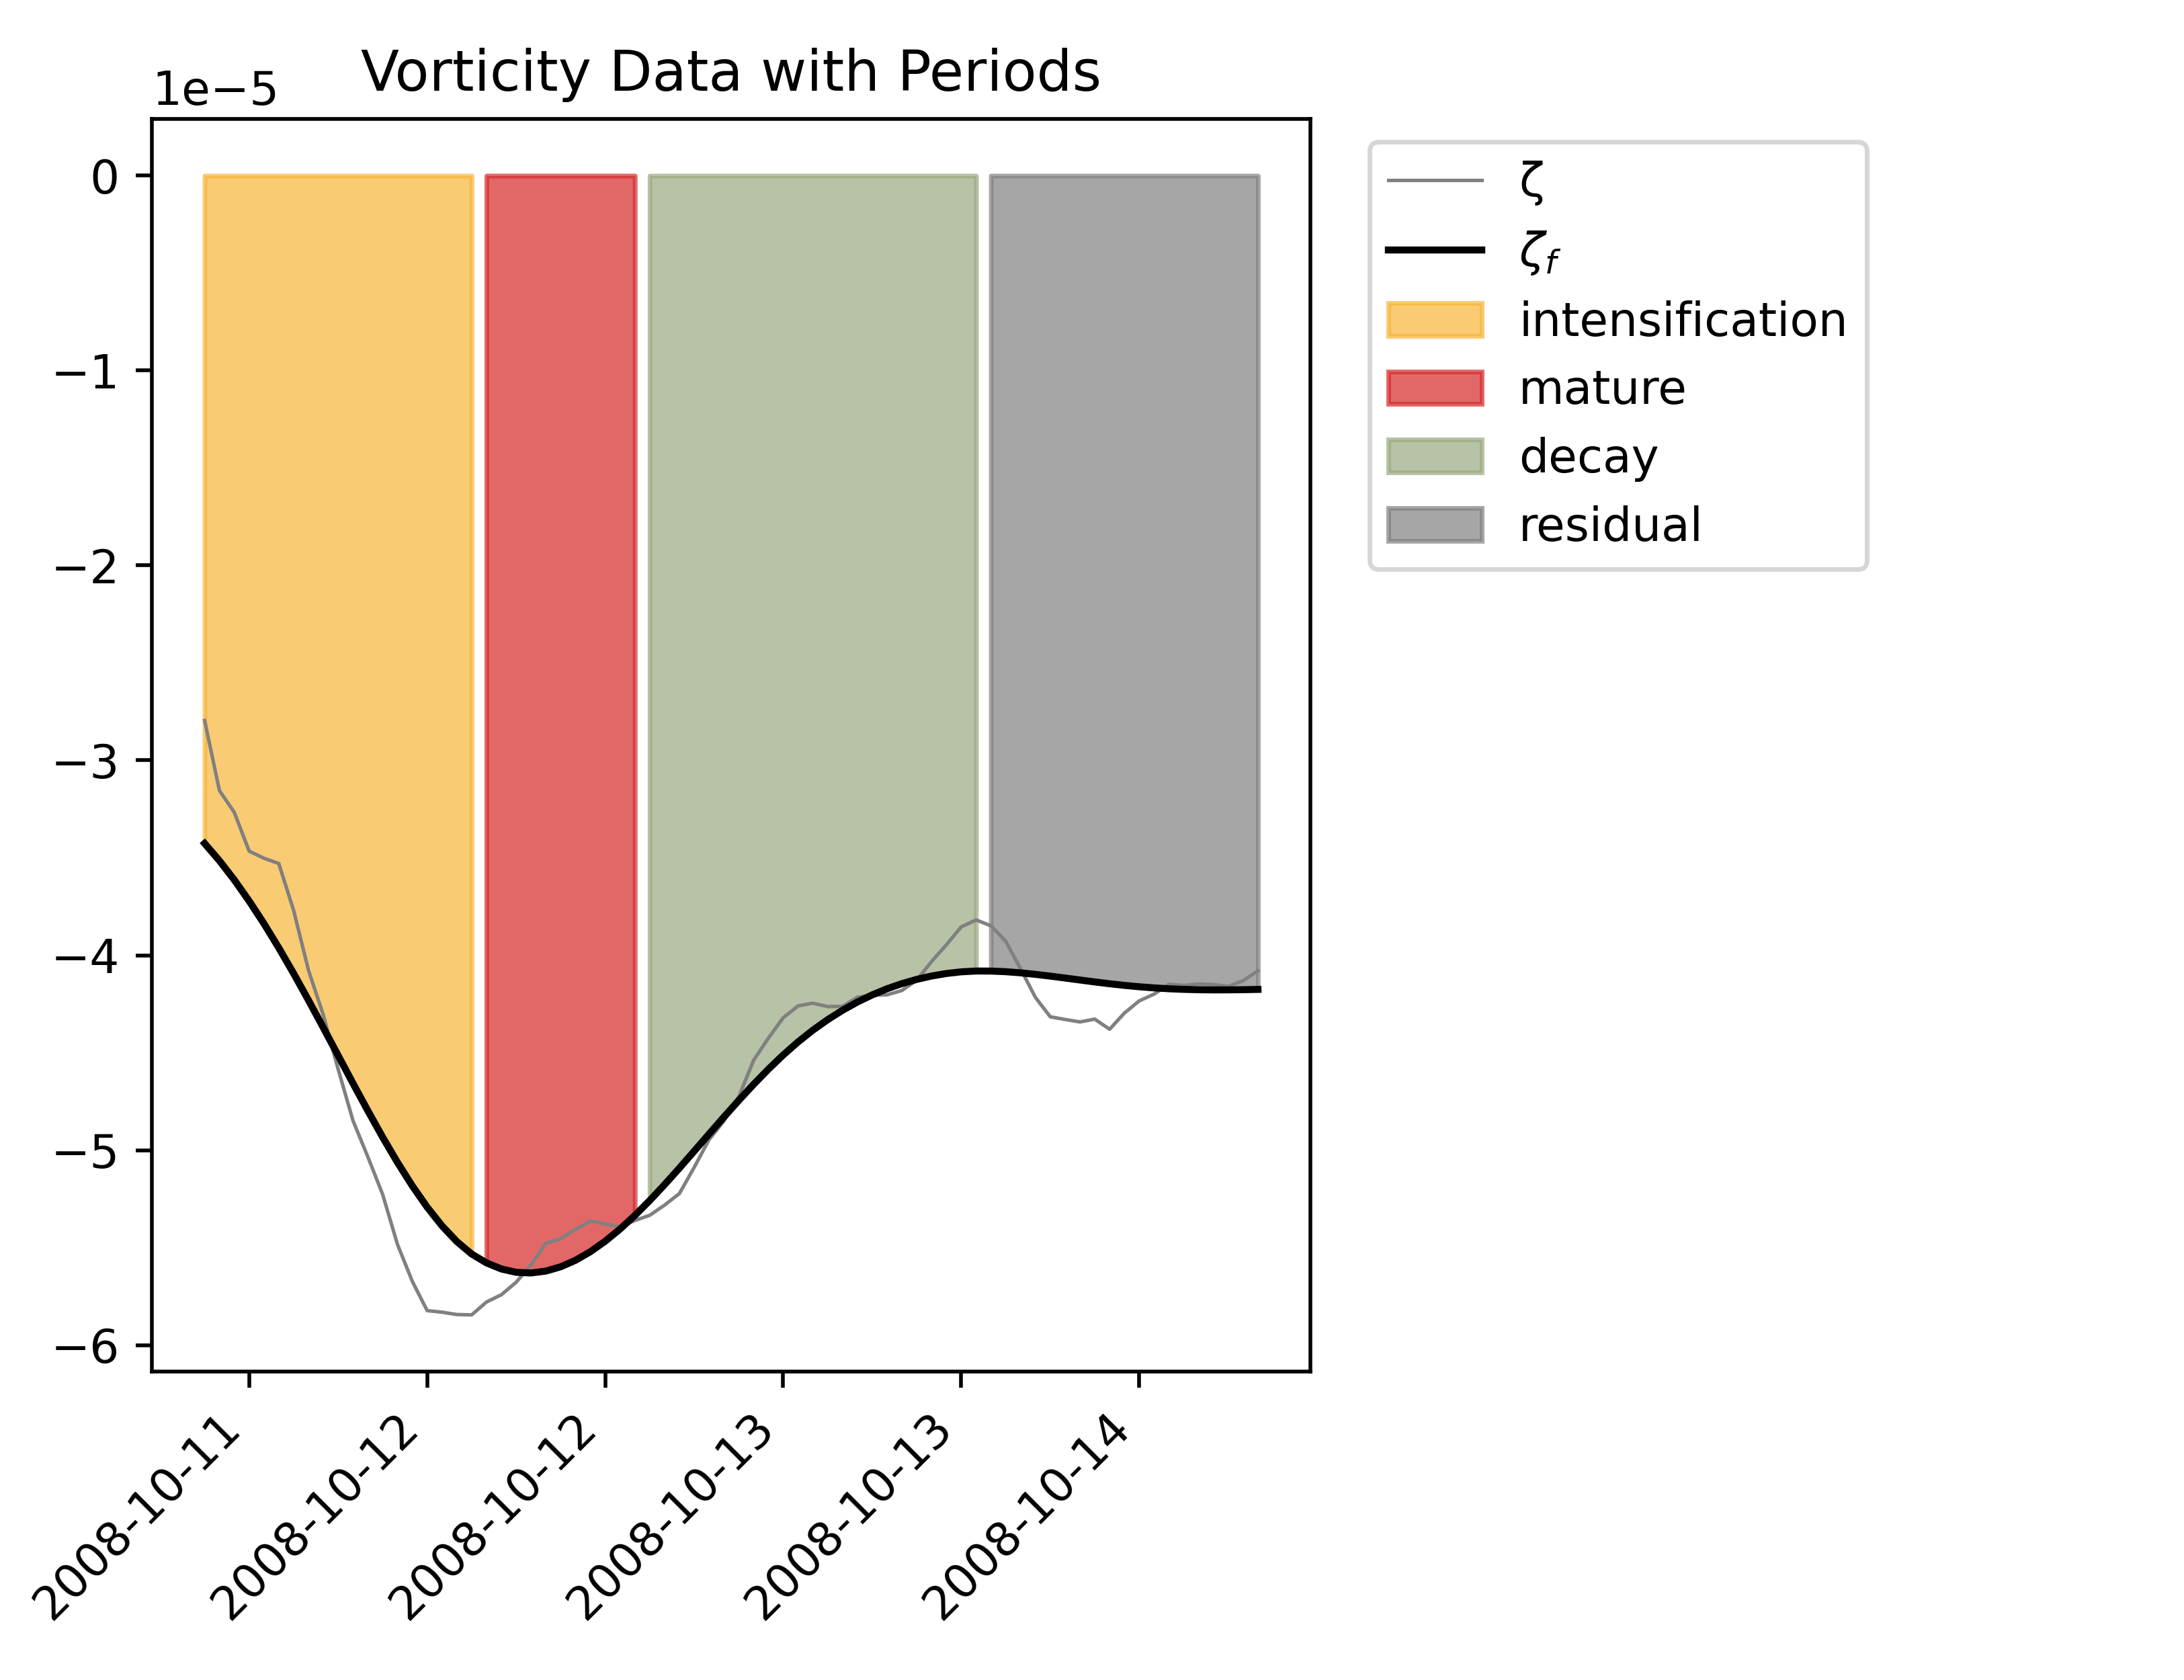 Vorticity Data with Periods
1e−5
0
−1
−2
−3
−4
−5
−6
2008-10-11
2008-10-12
2008-10-12
2008-10-13
2008-10-13
2008-10-14
ζ
ζf
intensification
mature
decay
residual